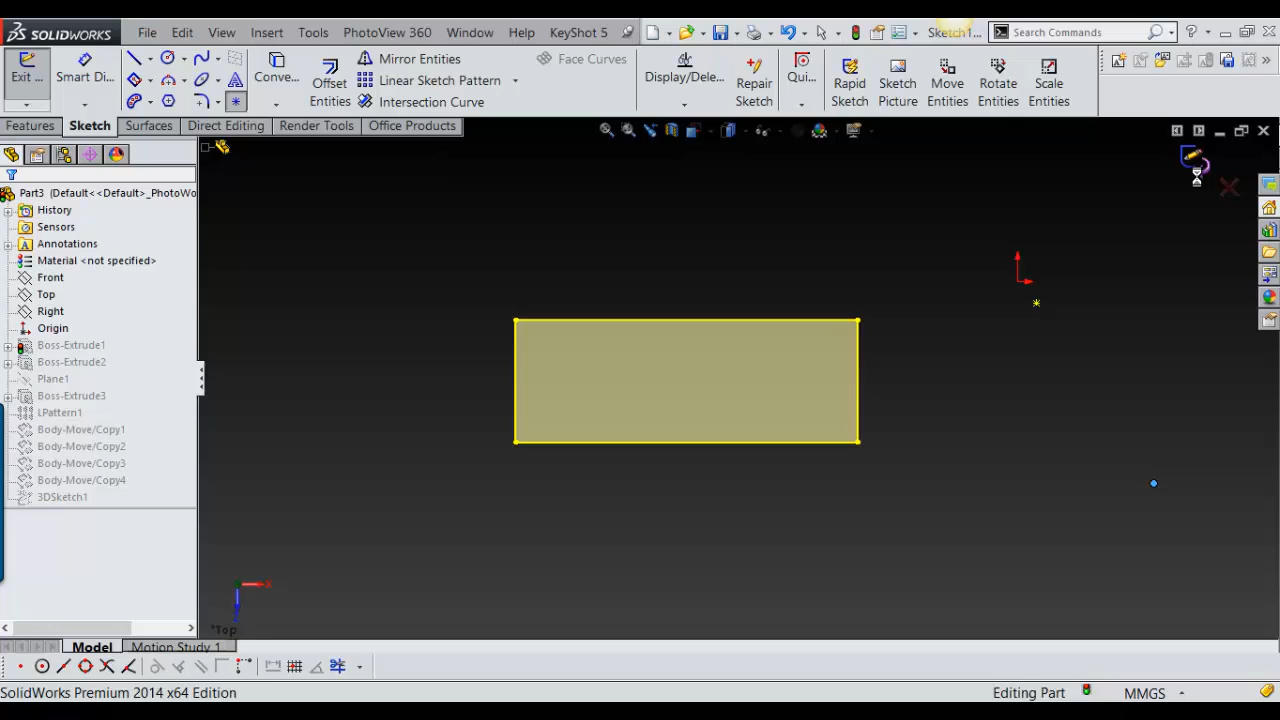 SOLIDWORKS File Edit View Insert Tools PhotoView 360 Window Help KeyShot 5 Sketch1... Search Commands
Exit ... Smart Di... Conve... Offset Entities Mirror Entities Linear Sketch Pattern Intersection Curve Face Curves Display/Dele... Repair Sketch Qui... Rapid Sketch Sketch Picture Move Entities Rotate Entities Scale Entities
Features Sketch Surfaces Direct Editing Render Tools Office Products
Part3 (Default<<Default>_PhotoWo
History
Sensors
Annotations
Material <not specified>
Front
Top
Right
Origin
Boss-Extrude1
Boss-Extrude2
Plane1
Boss-Extrude3
LPattern1
Body-Move/Copy1
Body-Move/Copy2
Body-Move/Copy3
Body-Move/Copy4
3DSketch1
X
*Top
Model Motion Study 1
SolidWorks Premium 2014 x64 Edition Editing Part MMGS